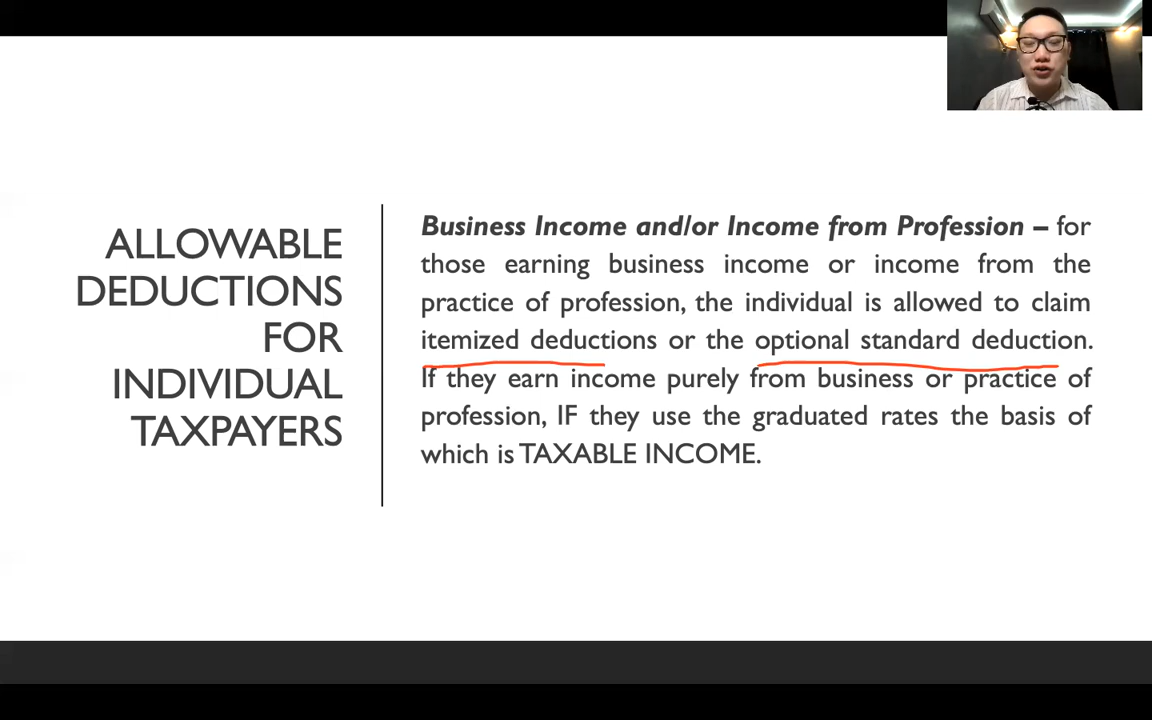 ALLOWABLE
DEDUCTIONS
FOR
INDIVIDUAL
TAXPAYERS
Business Income and/or Income from Profession – for
those earning business income or income from the
practice of profession, the individual is allowed to claim
itemized deductions or the optional standard deduction.
If they earn income purely from business or practice of
profession, IF they use the graduated rates the basis of
which is TAXABLE INCOME.